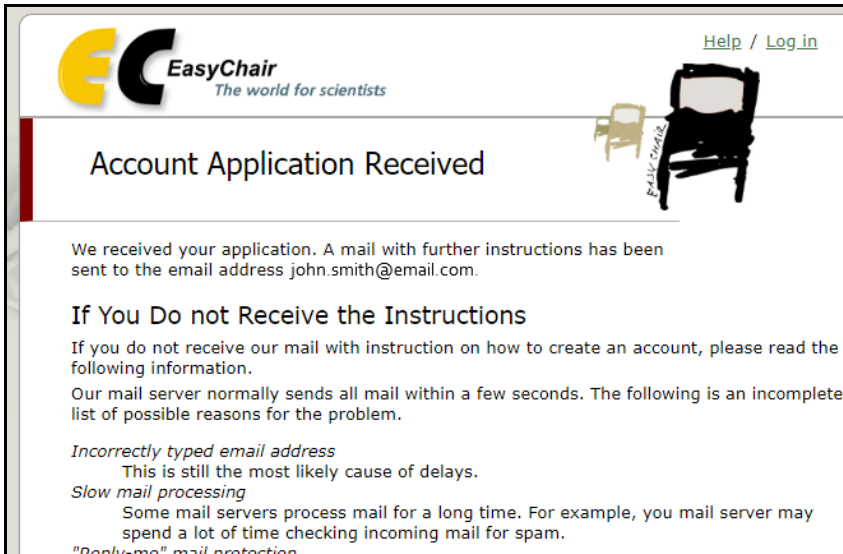 Help / Log in
EC EasyChair
The world for scientists
EASY CHAIR
Account Application Received
We received your application. A mail with further instructions has been
sent to the email address john.smith@email.com.
If You Do not Receive the Instructions
If you do not receive our mail with instruction on how to create an account, please read the
following information.
Our mail server normally sends all mail within a few seconds. The following is an incomplete
list of possible reasons for the problem.
Incorrectly typed email address
This is still the most likely cause of delays.
Slow mail processing
Some mail servers process mail for a long time. For example, you mail server may
spend a lot of time checking incoming mail for spam.
"Reply-me" mail protection